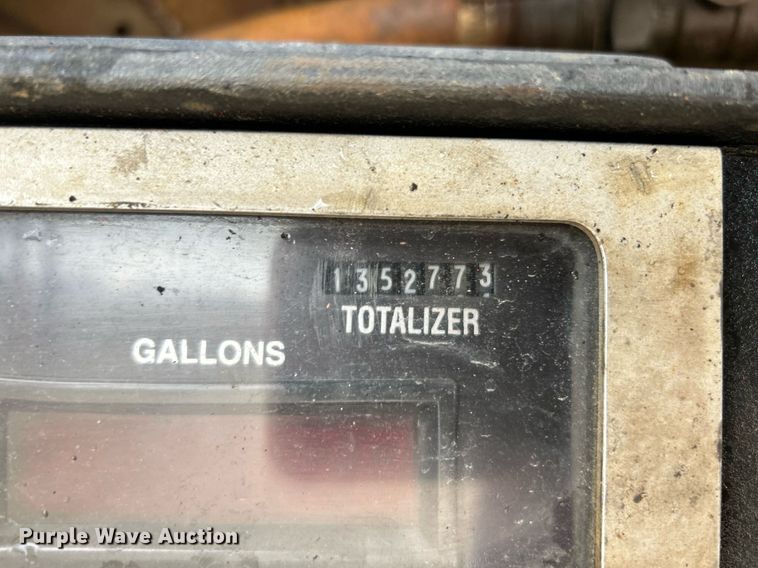 1352773
TOTALIZER
GALLONS
Purple Wave Auction